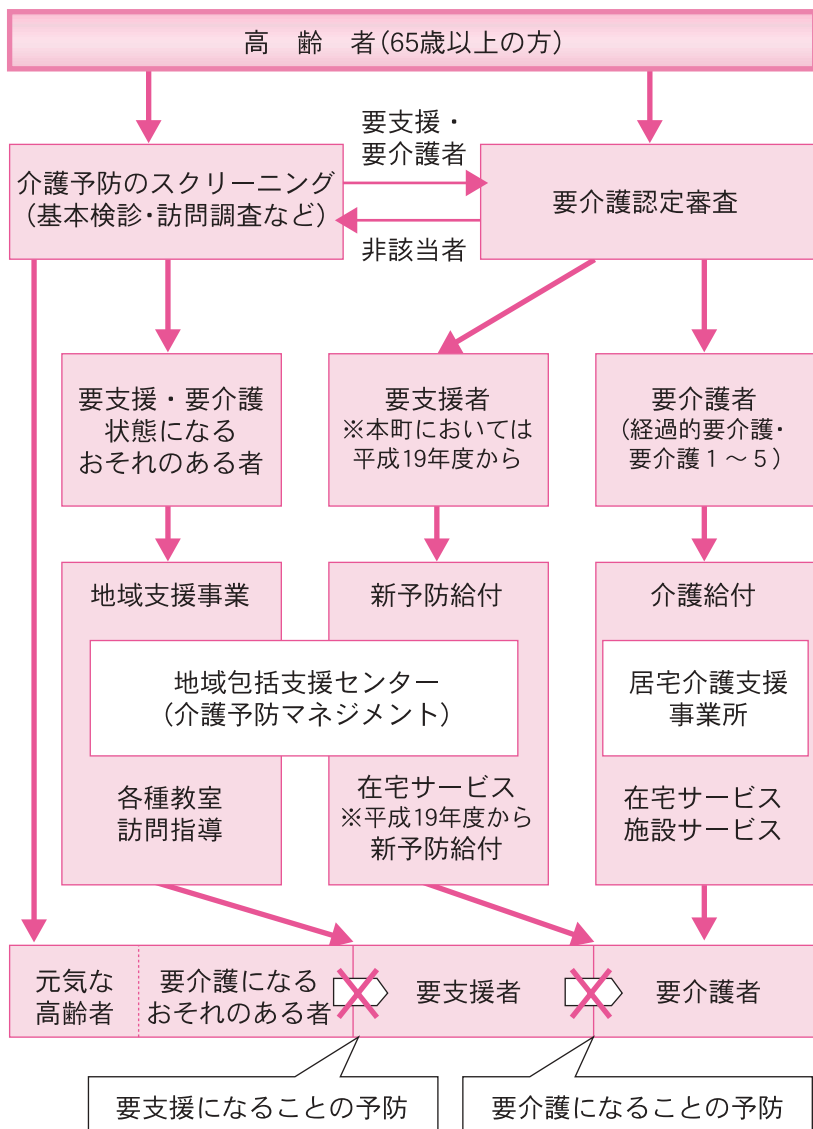 高　齢　者(65歳以上の方)
要支援・
要介護者
介護予防のスクリーニング
(基本検診・訪問調査など)
要介護認定審査
非該当者
要支援・要介護
状態になる
おそれのある者
要支援者
※本町においては
平成19年度から
要介護者
(経過的要介護・
要介護１～５)
地域支援事業
新予防給付
介護給付
地域包括支援センター
(介護予防マネジメント)
居宅介護支援
事業所
各種教室
訪問指導
在宅サービス
※平成19年度から
新予防給付
在宅サービス
施設サービス
元気な
高齢者
要介護になる
おそれのある者
要支援者
要介護者
要支援になることの予防
要介護になることの予防